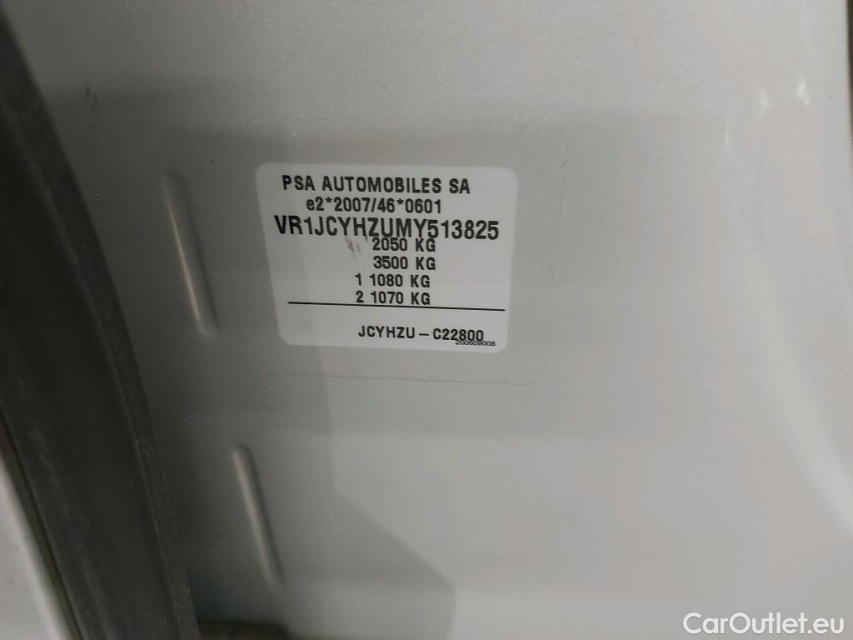 PSA AUTOMOBILES SA
e2*2007/46*0601
VR1JCYHZUMY513825
2050 KG
3500 KG
1 1080 KG
2 1070 KG
JCYHZU – C22800
CarOutlet.eu